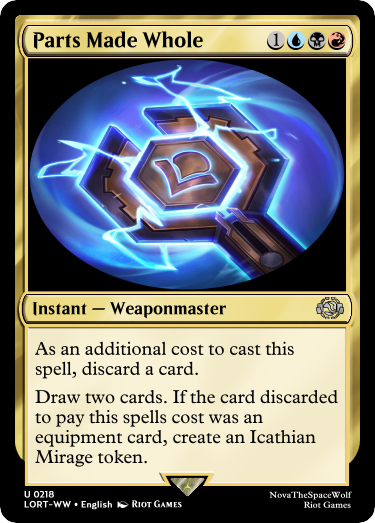 Parts Made Whole 1
Instant — Weaponmaster
As an additional cost to cast this
spell, discard a card.
Draw two cards. If the card discarded
to pay this spells cost was an
equipment card, create an Icathian
Mirage token.
U 0218
LORT-WW • English Riot Games
NovaTheSpaceWolf
Riot Games